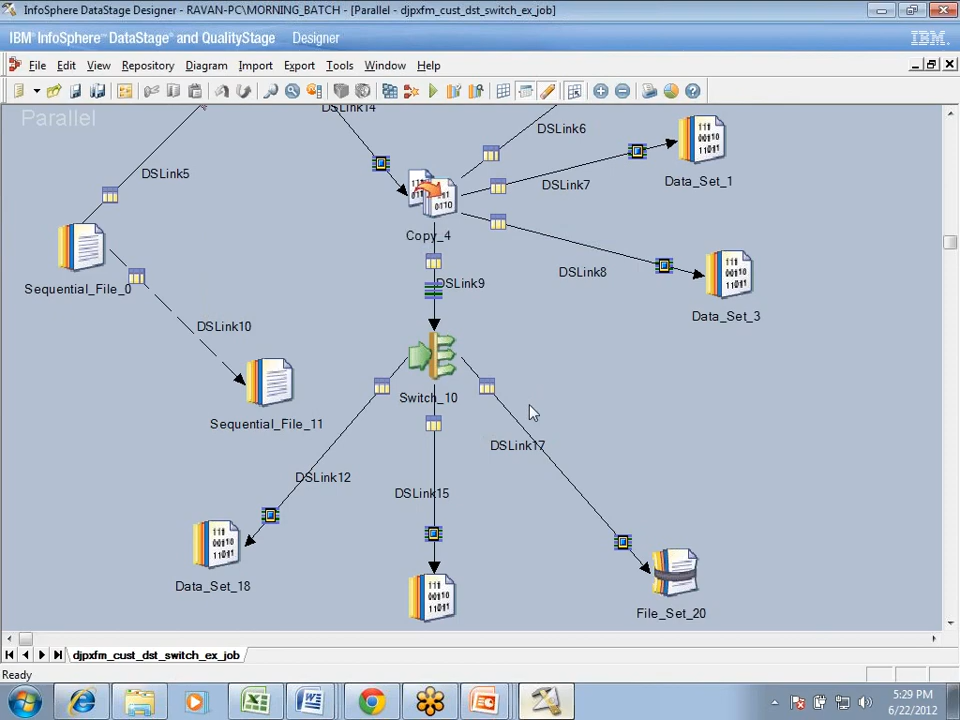 InfoSphere DataStage Designer - RAVAN-PC\MORNING_BATCH - [Parallel - djpxfm_cust_dst_switch_ex_job]
IBM® InfoSphere™ DataStage® and QualityStage Designer
IBM.
File Edit View Repository Diagram Import Export Tools Window Help
Parallel
DSLink14
DSLink6
DSLink5
DSLink7
Data_Set_1
Copy_4
Sequential_File_0
DSLink9
DSLink8
Data_Set_3
DSLink10
Switch_10
Sequential_File_11
DSLink17
DSLink12
DSLink15
Data_Set_18
File_Set_20
djpxfm_cust_dst_switch_ex_job
Ready
5:29 PM
6/22/2012